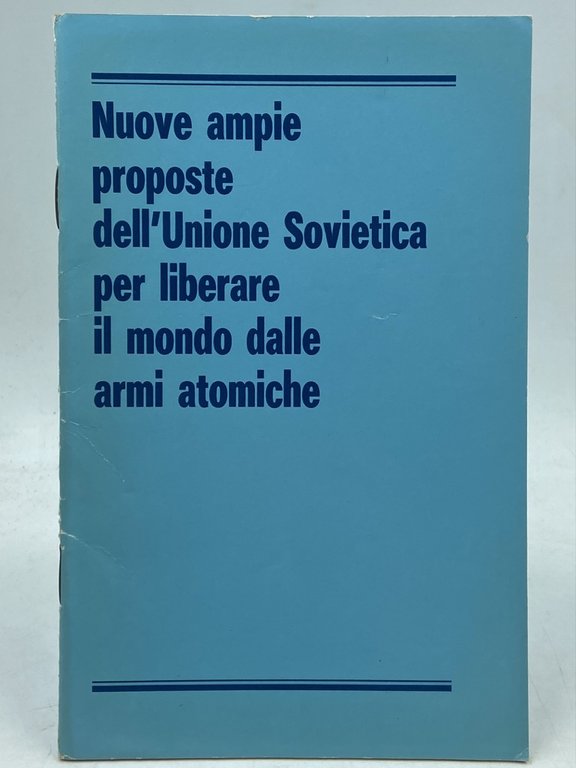 Nuove ampie
proposte
dell'Unione Sovietica
per liberare
il mondo dalle
armi atomiche